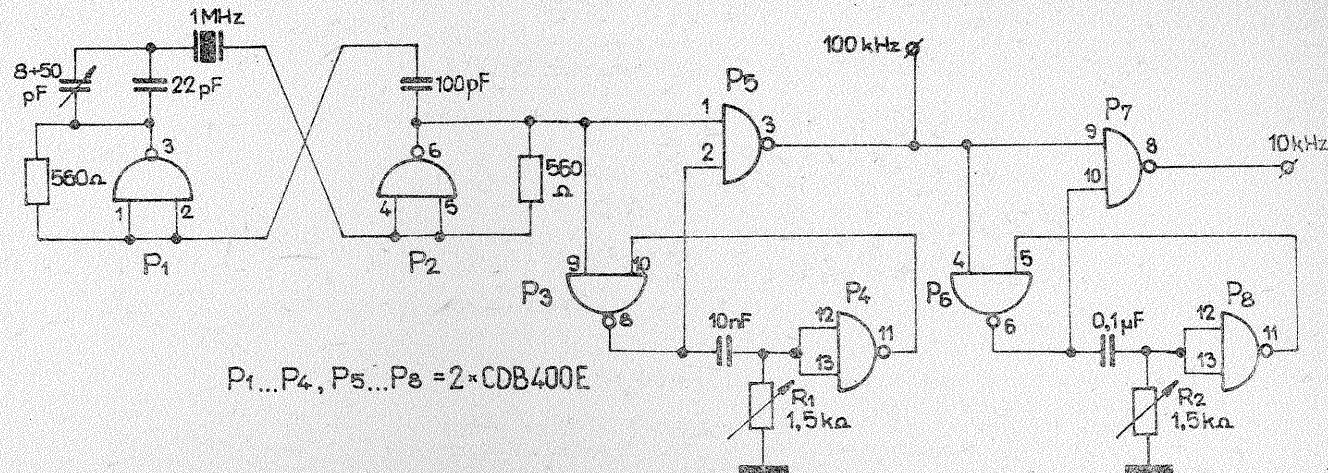 1MHz
8÷50
pF
22pF
3
560Ω
1
2
P1
100pF
6
4
5
P2
560
Ω
P5
1
2
3
100 kHz
P7
9
10
8
10kHz
9
10
P3
8
10nF
P4
12
13
11
R1
1,5kΩ
4
5
P6
6
0,1µF
P8
12
13
11
R2
1,5kΩ
P1...P4, P5...P8 = 2×CDB400E